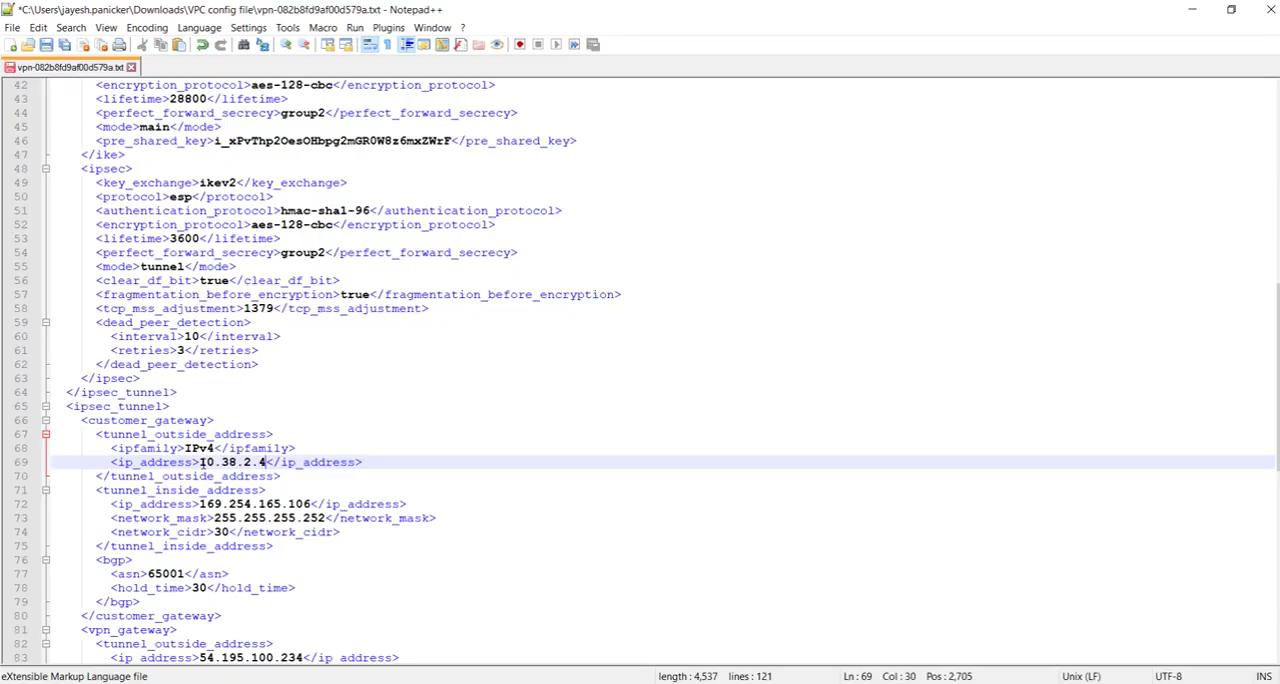 *C:\Users\jayesh.panicker\Downloads\VPC config file\vpn-082b8fd9af00d579a.txt - Notepad++
File Edit Search View Encoding Language Settings Tools Macro Run Plugins Window ?
vpn-082b8fd9af00d579a.txt
42 <encryption_protocol>aes-128-cbc</encryption_protocol>
43 <lifetime>28800</lifetime>
44 <perfect_forward_secrecy>group2</perfect_forward_secrecy>
45 <mode>main</mode>
46 <pre_shared_key>i_xPvThp2OesOHbpg2mGR0W8z6mxZWrF</pre_shared_key>
47 </ike>
48 <ipsec>
49 <key_exchange>ikev2</key_exchange>
50 <protocol>esp</protocol>
51 <authentication_protocol>hmac-sha1-96</authentication_protocol>
52 <encryption_protocol>aes-128-cbc</encryption_protocol>
53 <lifetime>3600</lifetime>
54 <perfect_forward_secrecy>group2</perfect_forward_secrecy>
55 <mode>tunnel</mode>
56 <clear_df_bit>true</clear_df_bit>
57 <fragmentation_before_encryption>true</fragmentation_before_encryption>
58 <tcp_mss_adjustment>1379</tcp_mss_adjustment>
59 <dead_peer_detection>
60 <interval>10</interval>
61 <retries>3</retries>
62 </dead_peer_detection>
63 </ipsec>
64 </ipsec_tunnel>
65 <ipsec_tunnel>
66 <customer_gateway>
67 <tunnel_outside_address>
68 <ipfamily>IPv4</ipfamily>
69 <ip_address>10.38.2.4</ip_address>
70 </tunnel_outside_address>
71 <tunnel_inside_address>
72 <ip_address>169.254.165.106</ip_address>
73 <network_mask>255.255.255.252</network_mask>
74 <network_cidr>30</network_cidr>
75 </tunnel_inside_address>
76 <bgp>
77 <asn>65001</asn>
78 <hold_time>30</hold_time>
79 </bgp>
80 </customer_gateway>
81 <vpn_gateway>
82 <tunnel_outside_address>
83 <ip_address>54.195.100.234</ip_address>
eXtensible Markup Language file length : 4,537 lines : 121 Ln : 69 Col : 30 Pos : 2,705 Unix (LF) UTF-8 INS